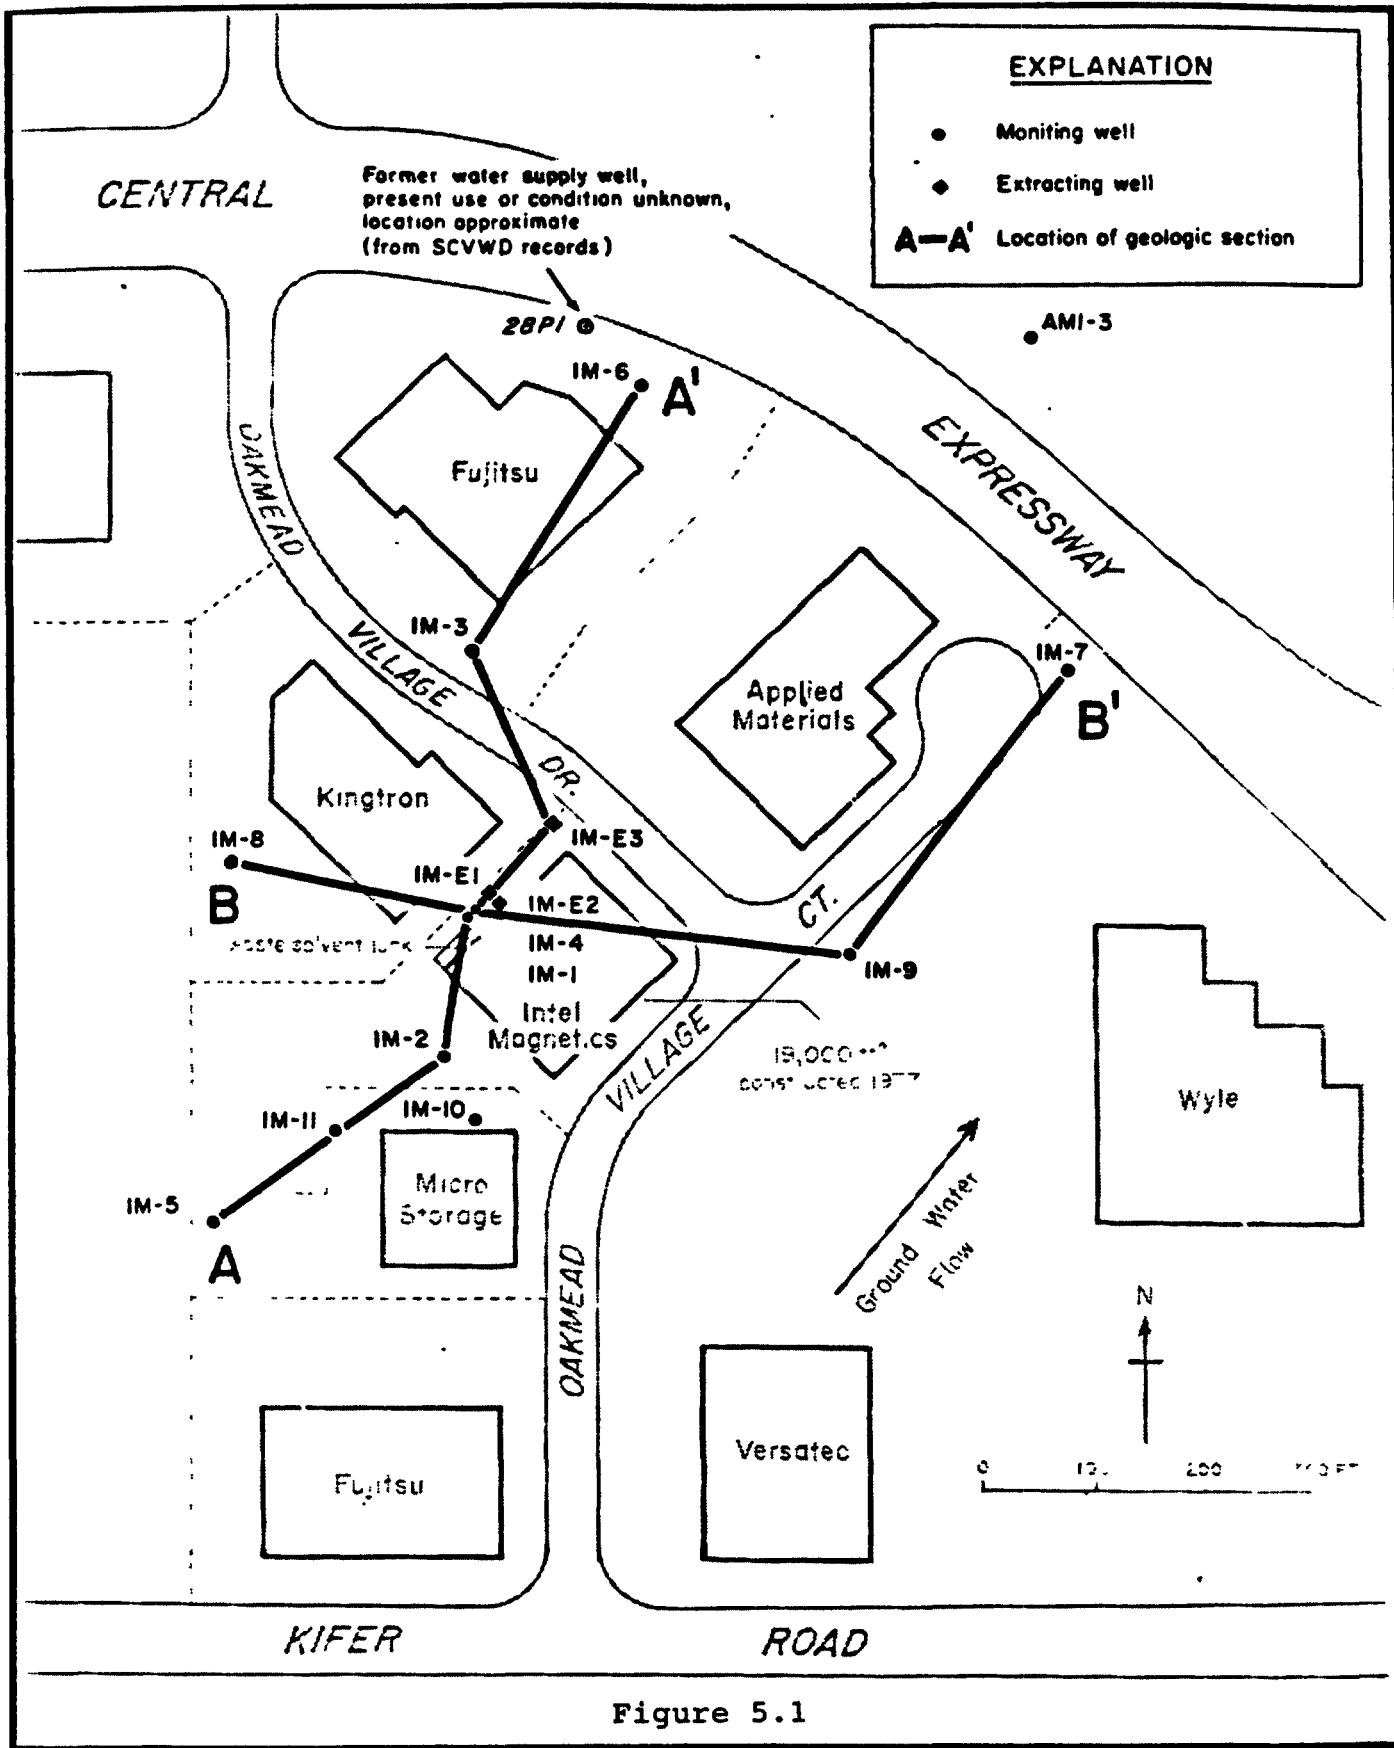 EXPLANATION
Moniting well
Extracting well
A—A' Location of geologic section
CENTRAL
Former water supply well,
present use or condition unknown,
location approximate
(from SCVWD records)
28P1
AMI-3
IM-6
A'
EXPRESSWAY
OAKMEAD
Fujitsu
IM-3
VILLAGE
IM-7
B'
Applied
Materials
DR.
Kingtron
IM-8
IM-E3
IM-E1
B
IM-E2
CT.
solvent
IM-4
IM-9
IM-1
Intel
Magnetics
IM-2
VILLAGE
19,000
Wyle
IM-10
IM-11
Micro
Storage
IM-5
A
Ground Water
Flow
OAKMEAD
N
Versatec
0 200
Fujitsu
KIFER ROAD
Figure 5.1